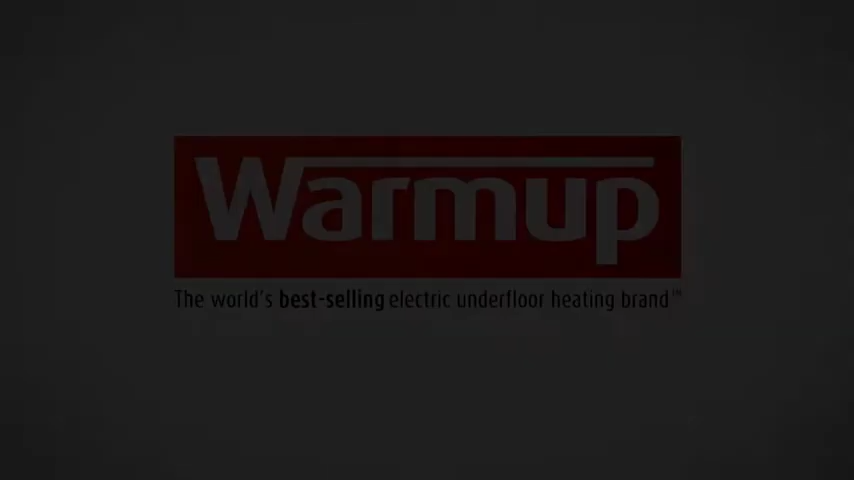 Warmup
The world's best-selling electric underfloor heating brand™